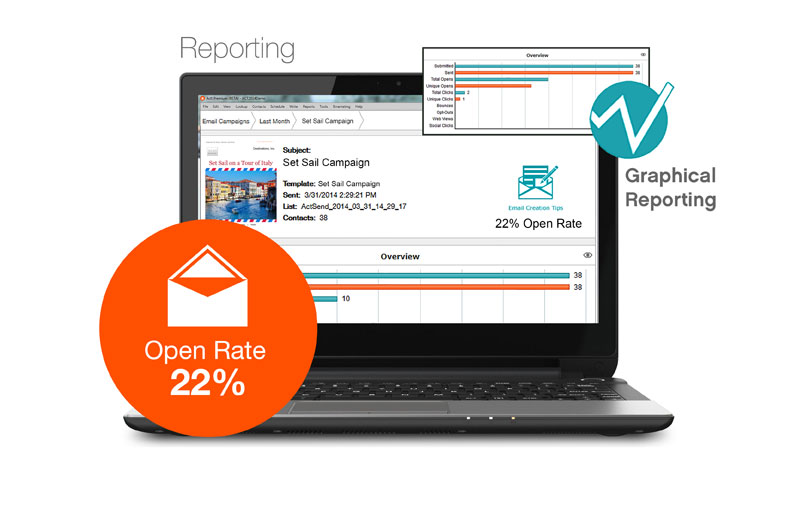 Reporting
Overview
Submitted 38
Sent 38
Total Opens
Unique Opens
Total Clicks 2
Unique Clicks 1
Bounces
Opt-Outs
Web Views
Social Clicks
Graphical
Reporting
File Edit View Lookup Contacts Schedule Write Reports Tools Help
Email Campaigns Last Month Set Sail Campaign
Set Sail on a Tour of Italy
Subject:
Set Sail Campaign
Template: Set Sail Campaign
Sent: 3/31/2014 2:29:21 PM
List: ActSend_2014_03_31_14_29_17
Contacts: 38
Email Creation Tips
22% Open Rate
Overview
38
38
10
Open Rate
22%